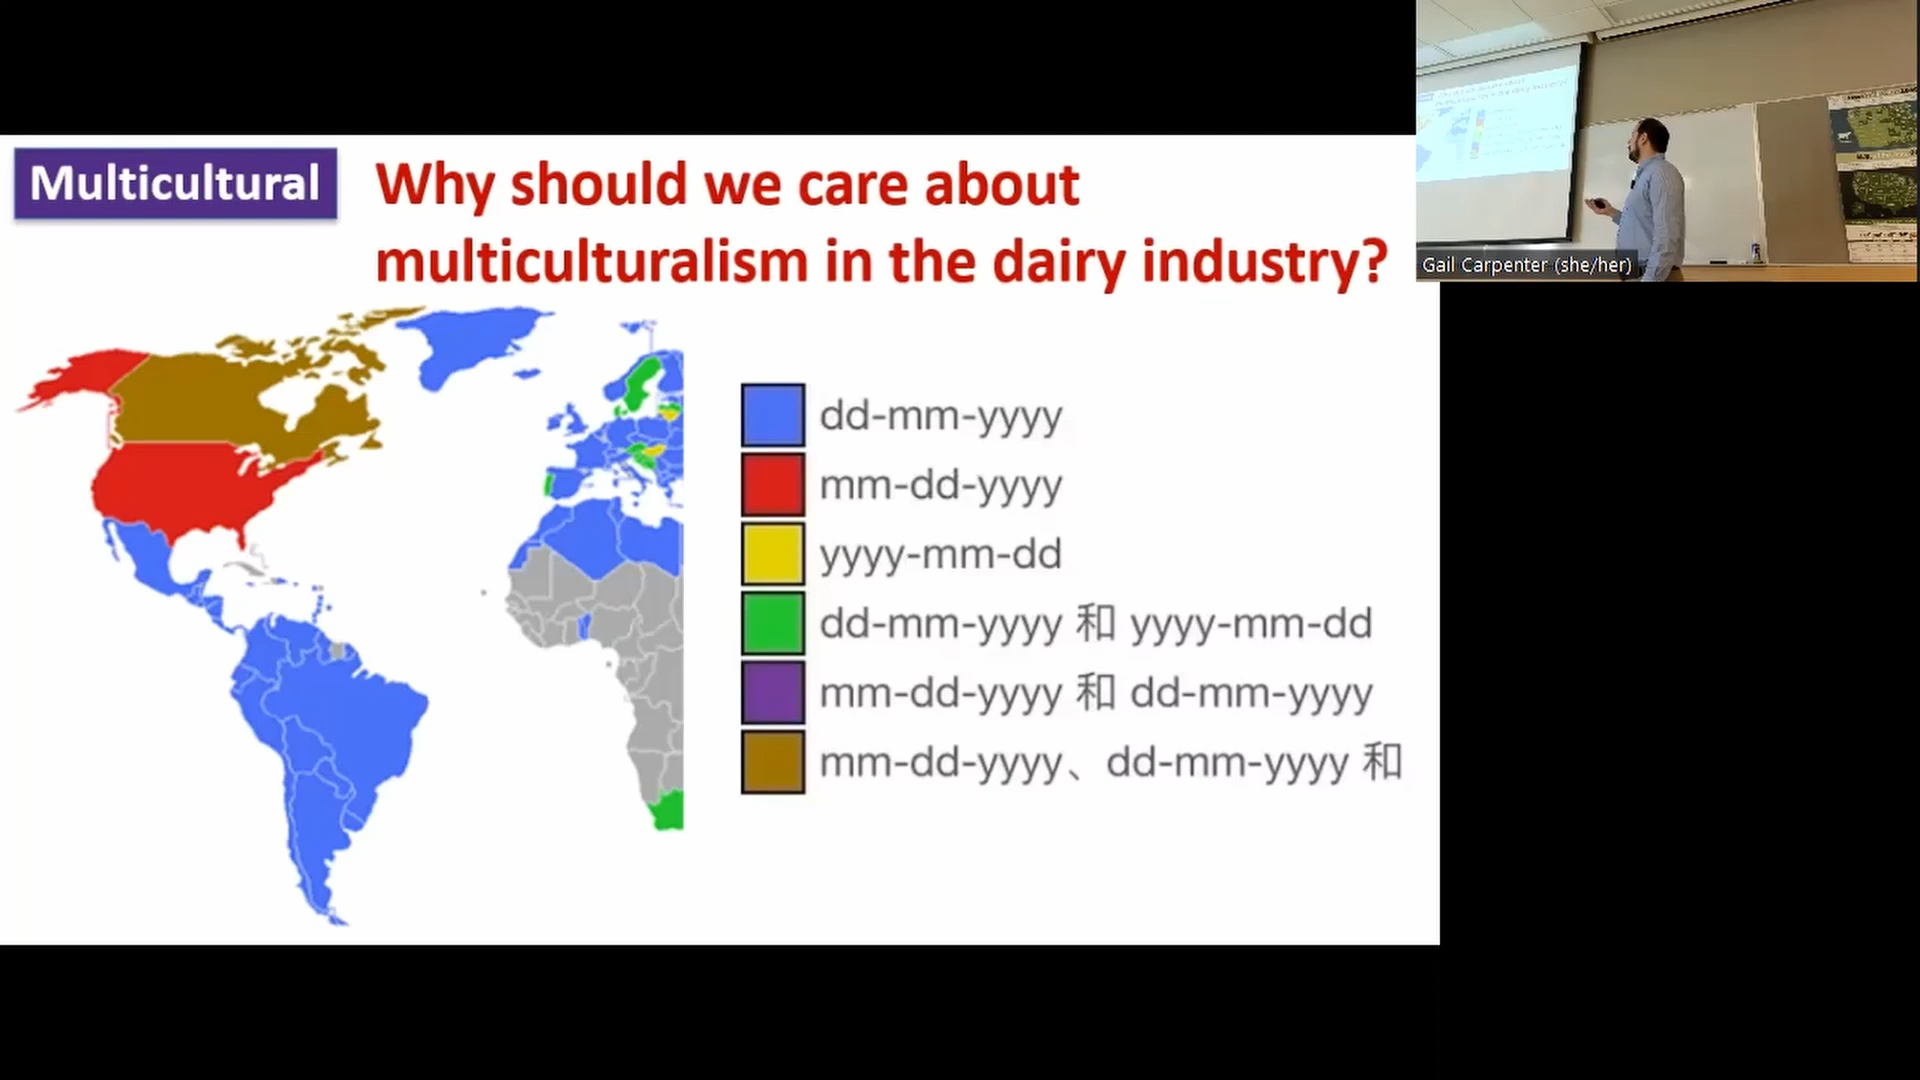 Multicultural
Why should we care about
multiculturalism in the dairy industry?
dd-mm-yyyy
mm-dd-yyyy
yyyy-mm-dd
dd-mm-yyyy 和 yyyy-mm-dd
mm-dd-yyyy 和 dd-mm-yyyy
mm-dd-yyyy、dd-mm-yyyy 和
Gail Carpenter (she/her)